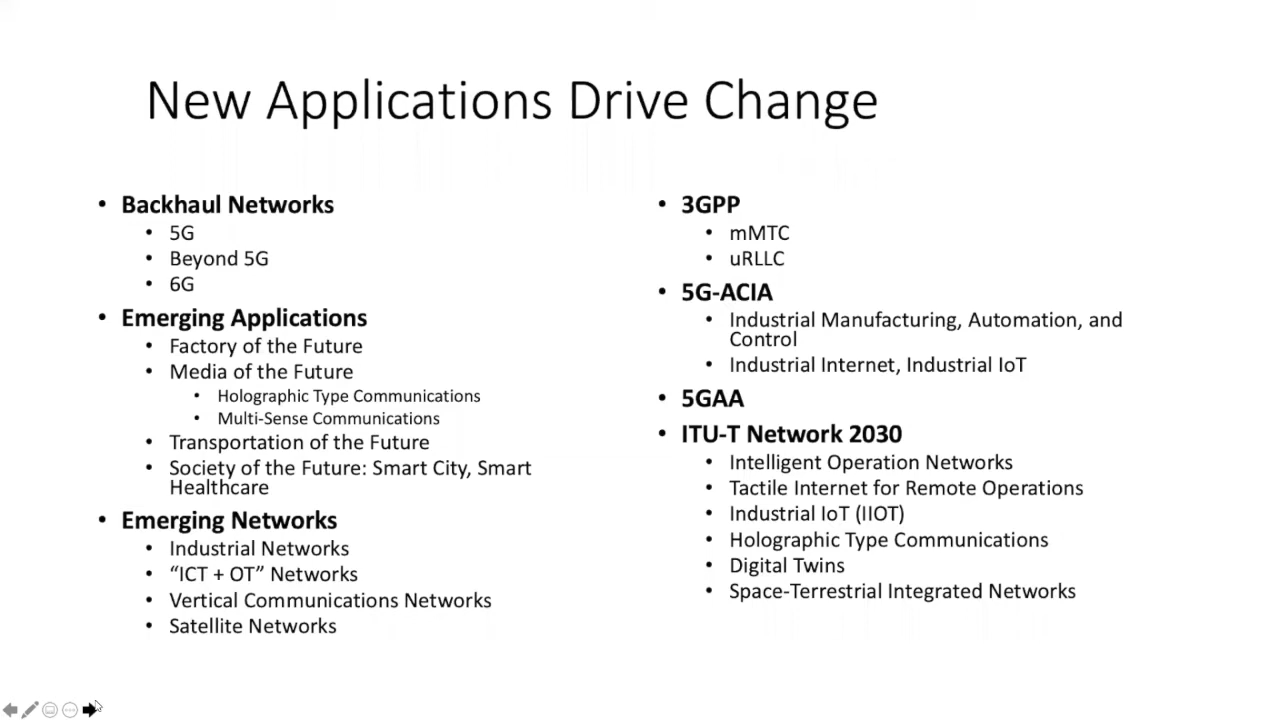 New Applications Drive Change
• Backhaul Networks
• 5G
• Beyond 5G
• 6G
• Emerging Applications
• Factory of the Future
• Media of the Future
• Holographic Type Communications
• Multi-Sense Communications
• Transportation of the Future
• Society of the Future: Smart City, Smart
Healthcare
• Emerging Networks
• Industrial Networks
• “ICT + OT” Networks
• Vertical Communications Networks
• Satellite Networks
• 3GPP
• mMTC
• uRLLC
• 5G-ACIA
• Industrial Manufacturing, Automation, and
Control
• Industrial Internet, Industrial IoT
• 5GAA
• ITU-T Network 2030
• Intelligent Operation Networks
• Tactile Internet for Remote Operations
• Industrial IoT (IIOT)
• Holographic Type Communications
• Digital Twins
• Space-Terrestrial Integrated Networks